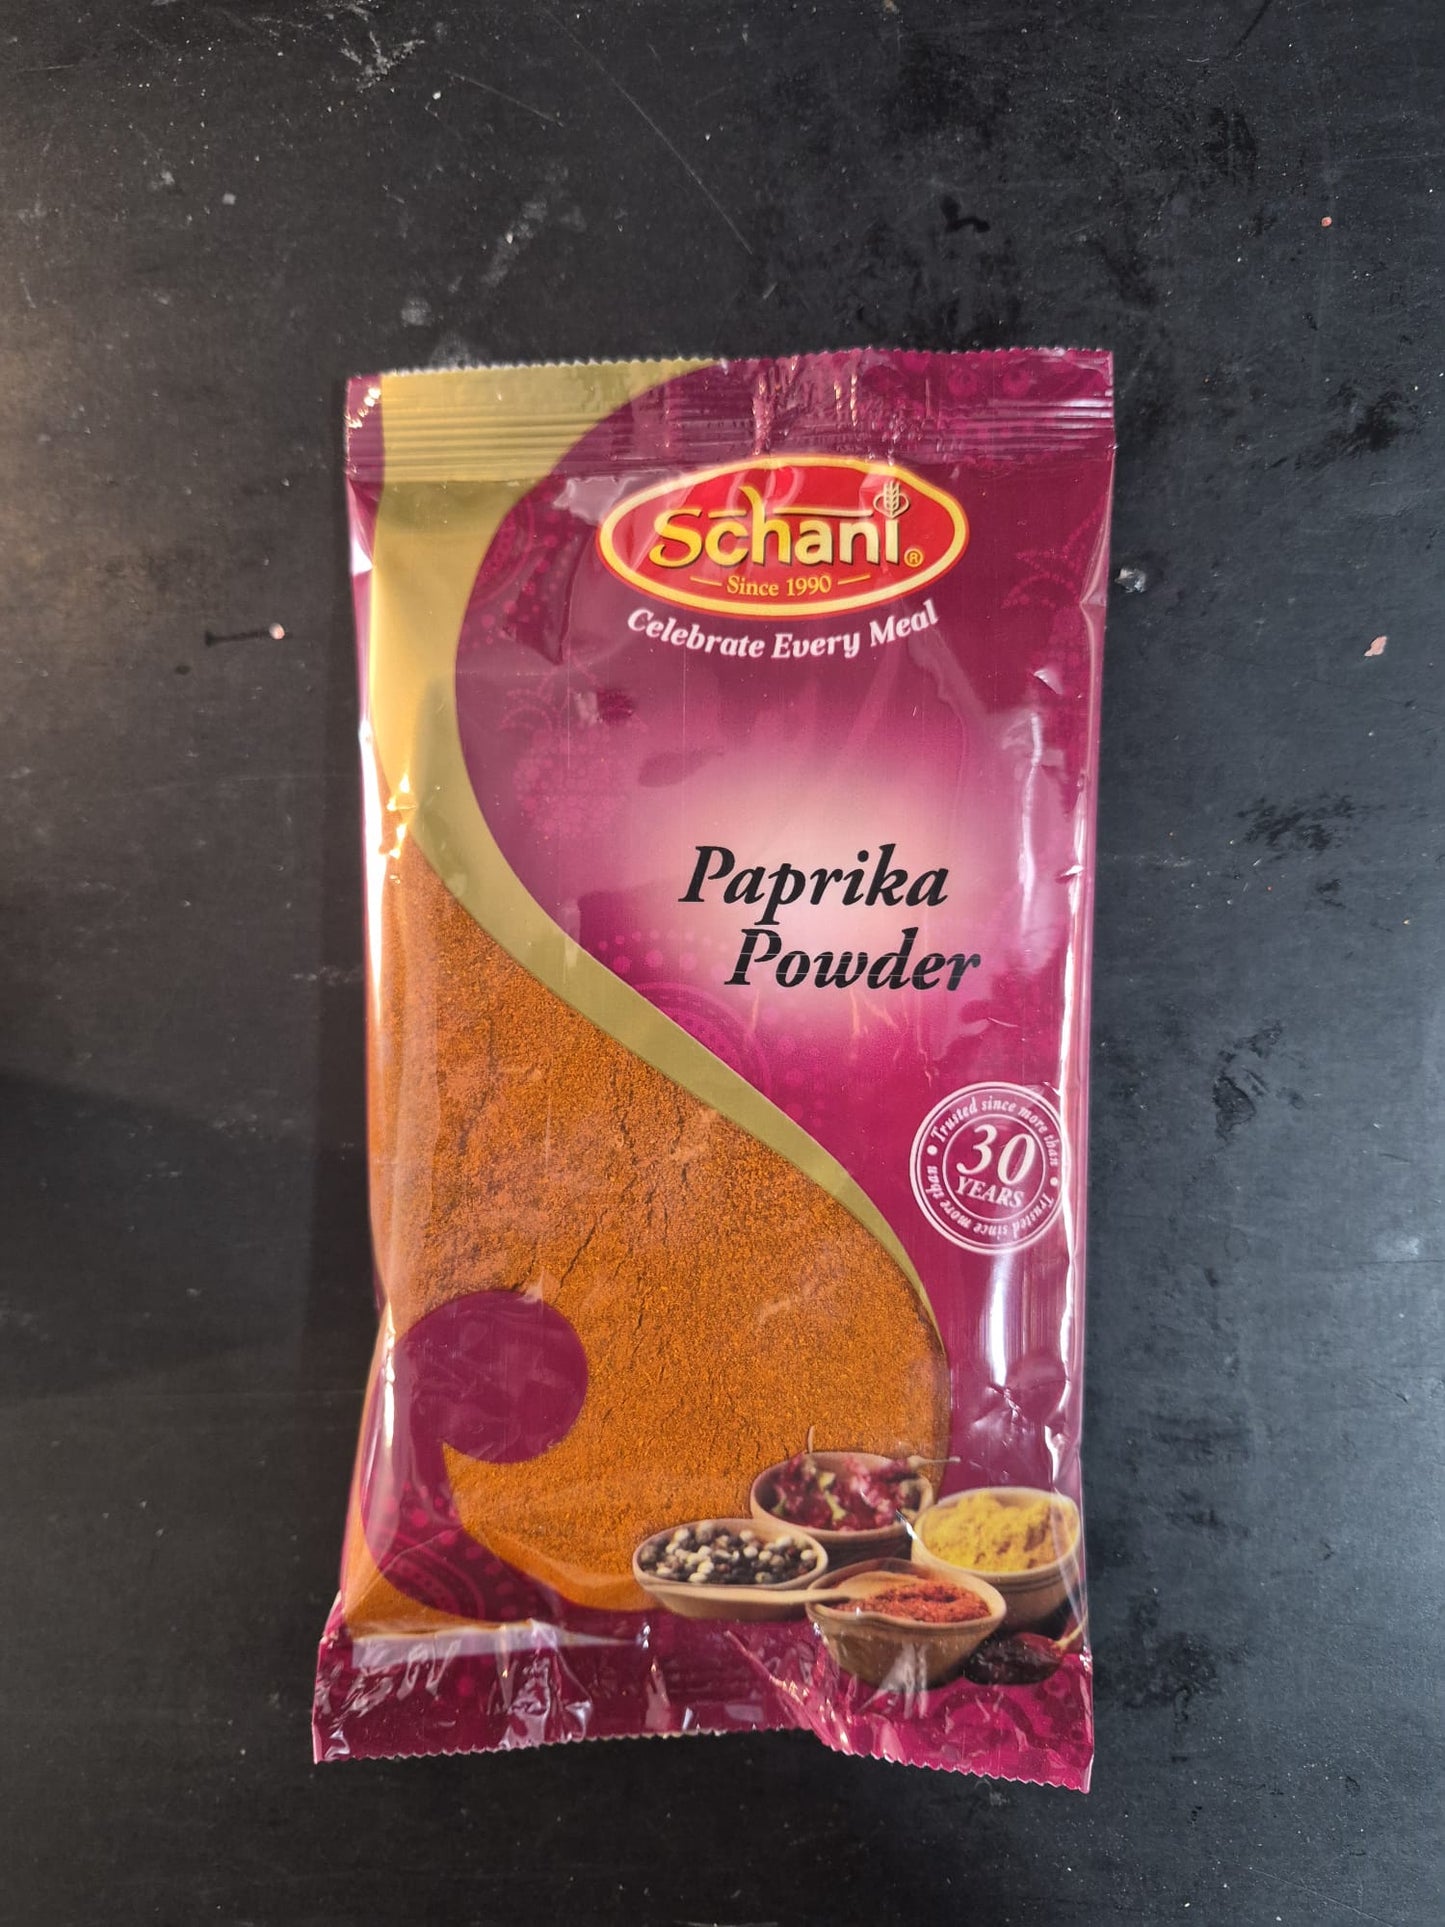 Schani®
Since 1990
Celebrate Every Meal
Paprika
Powder
Trusted since more than
30
YEARS
Trusted since more than